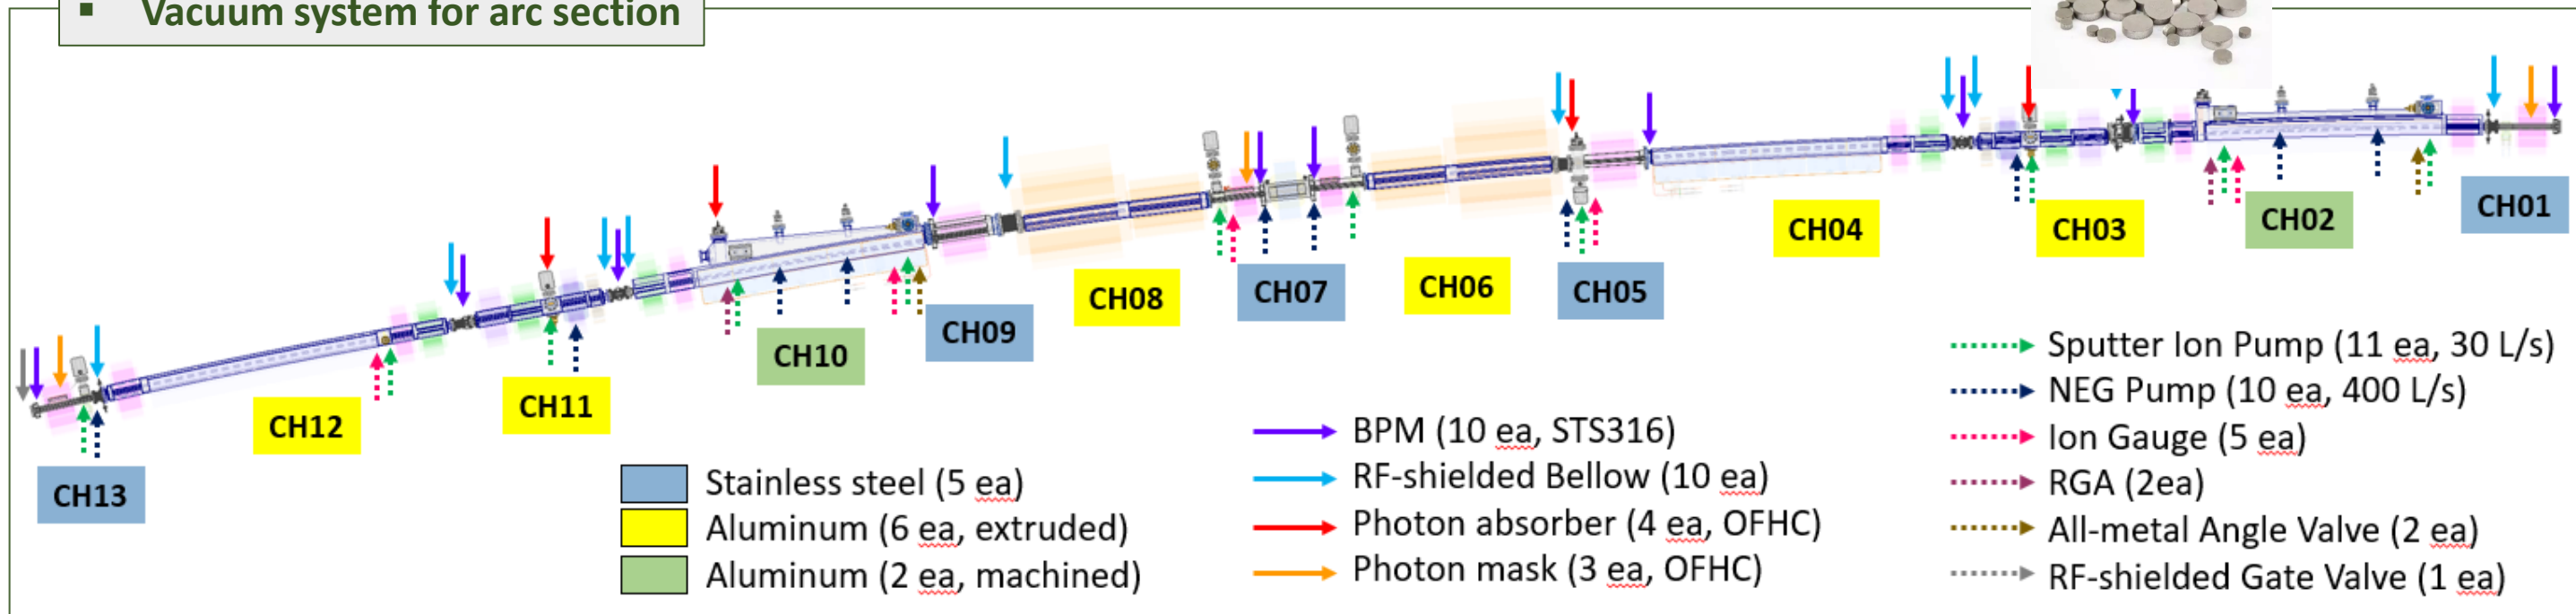 ▪ Vacuum system for arc section
CH01
CH02
CH03
CH04
CH05
CH06
CH07
CH08
CH09
CH10
CH11
CH12
CH13
Stainless steel (5 ea)
Aluminum (6 ea, extruded)
Aluminum (2 ea, machined)
BPM (10 ea, STS316)
RF-shielded Bellow (10 ea)
Photon absorber (4 ea, OFHC)
Photon mask (3 ea, OFHC)
Sputter Ion Pump (11 ea, 30 L/s)
NEG Pump (10 ea, 400 L/s)
Ion Gauge (5 ea)
RGA (2ea)
All-metal Angle Valve (2 ea)
RF-shielded Gate Valve (1 ea)